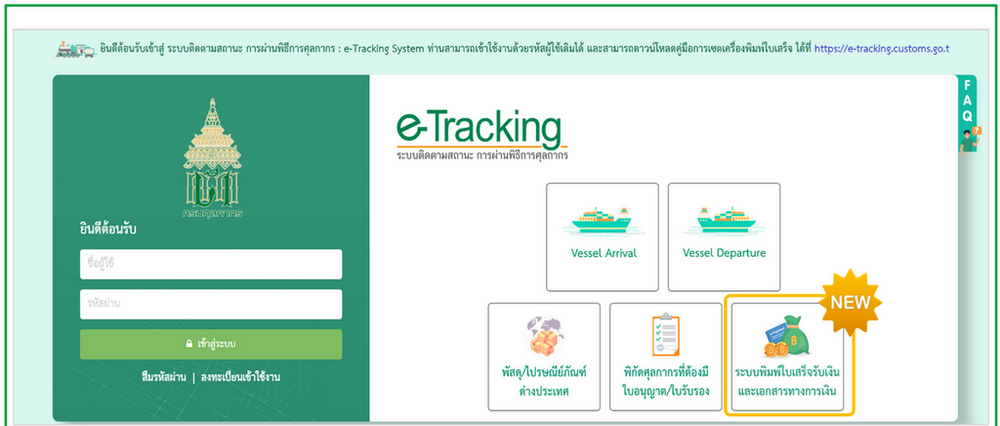 ยินดีต้อนรับเข้าสู่ ระบบติดตามสถานะ การผ่านพิธีการศุลกากร : e-Tracking System ท่านสามารถเข้าใช้งานด้วยรหัสผู้ใช้เดิมได้ และสามารถดาวน์โหลดคู่มือการเซตเครื่องพิมพ์ใบเสร็จ ได้ที่ https://e-tracking.customs.go.t
FAQ
e-Tracking
ระบบติดตามสถานะ การผ่านพิธีการศุลกากร
กรมศุลกากร
ยินดีต้อนรับ
ชื่อผู้ใช้
รหัสผ่าน
เข้าสู่ระบบ
ลืมรหัสผ่าน | ลงทะเบียนเข้าใช้งาน
Vessel Arrival
Vessel Departure
NEW
พัสดุ/ไปรษณีย์ภัณฑ์
ต่างประเทศ
พิกัดศุลกากรที่ต้องมี
ใบอนุญาต/ใบรับรอง
ระบบพิมพ์ใบเสร็จรับเงิน
และเอกสารทางการเงิน